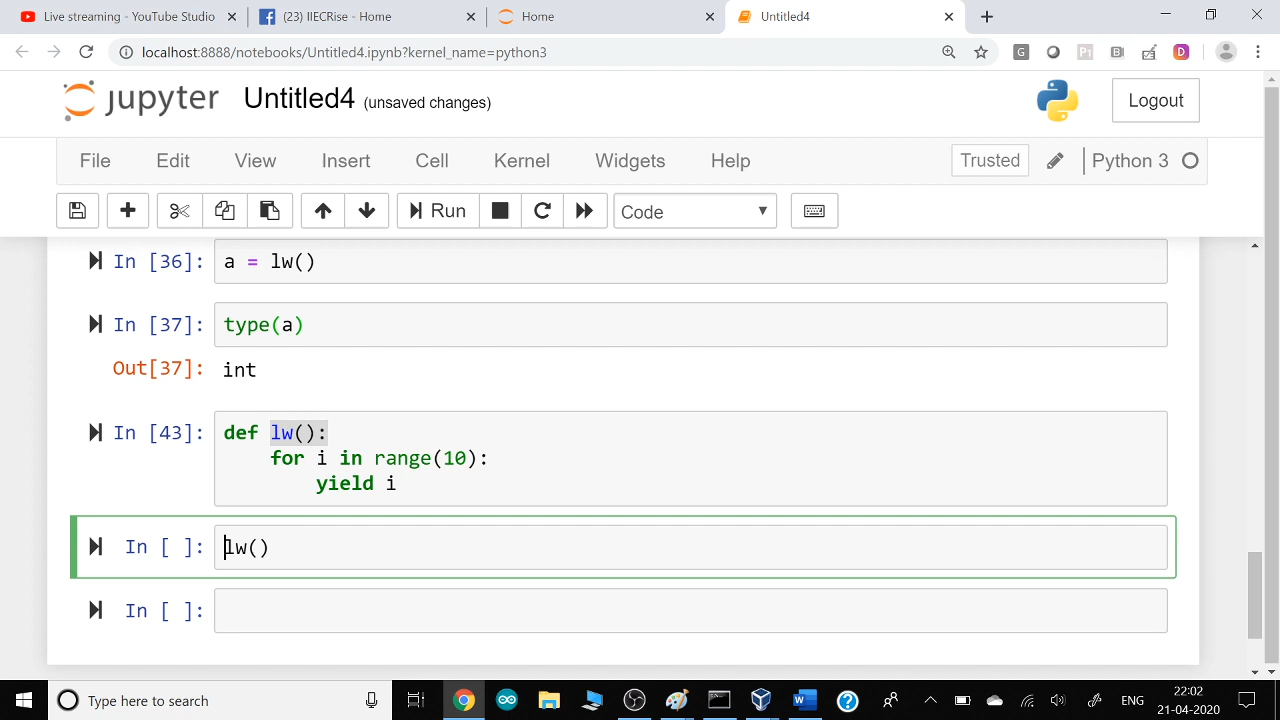 Live streaming - YouTube Studio
(23) IIECRise - Home
Home
Untitled4
localhost:8888/notebooks/Untitled4.ipynb?kernel_name=python3
jupyter Untitled4 (unsaved changes)
Logout
File Edit View Insert Cell Kernel Widgets Help Trusted Python 3
Run Code
In [36]: a = lw()
In [37]: type(a)
Out[37]: int
In [43]: def lw():
for i in range(10):
yield i
In [ ]: lw()
In [ ]:
Type here to search
ENG
22:02
21-04-2020